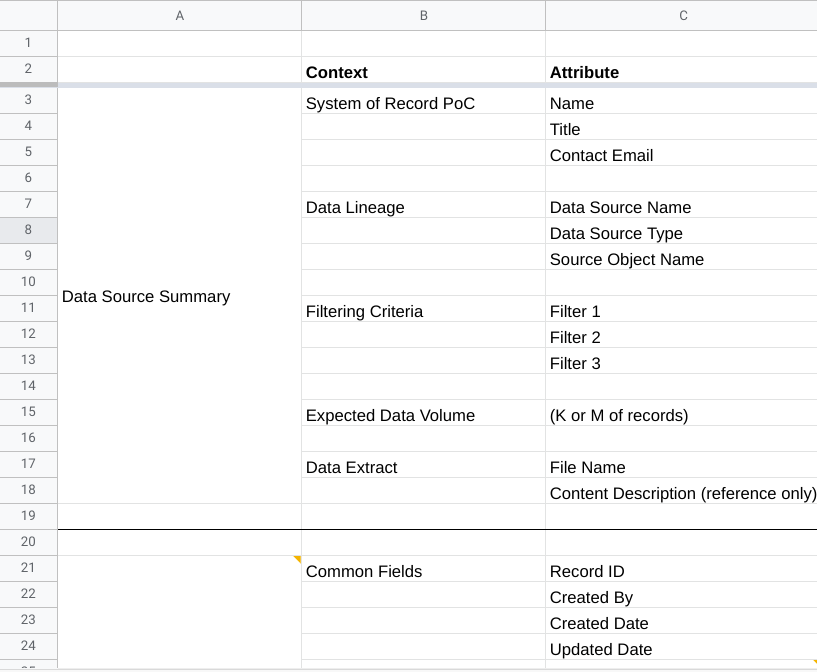 A B C
1
2 Context Attribute
3 System of Record PoC Name
4 Title
5 Contact Email
6
7 Data Lineage Data Source Name
8 Data Source Type
9 Source Object Name
10
Data Source Summary
11 Filtering Criteria Filter 1
12 Filter 2
13 Filter 3
14
15 Expected Data Volume (K or M of records)
16
17 Data Extract File Name
18 Content Description (reference only)
19
20
21 Common Fields Record ID
22 Created By
23 Created Date
24 Updated Date